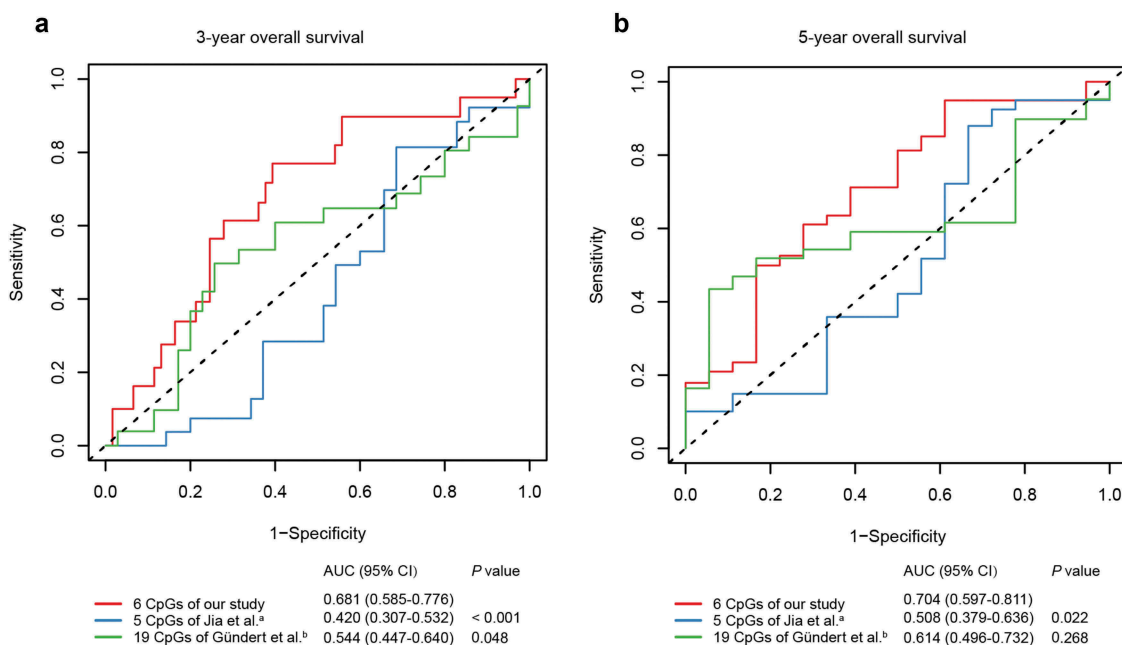 a
3-year overall survival
1.0
0.8
0.6
0.4
0.2
0.0
Sensitivity
0.0 0.2 0.4 0.6 0.8 1.0
1−Specificity
AUC (95% CI) P value
6 CpGs of our study 0.681 (0.585-0.776)
5 CpGs of Jia et al.ᵃ 0.420 (0.307-0.532) < 0.001
19 CpGs of Gündert et al.ᵇ 0.544 (0.447-0.640) 0.048
b
5-year overall survival
1.0
0.8
0.6
0.4
0.2
0.0
Sensitivity
0.0 0.2 0.4 0.6 0.8 1.0
1−Specificity
AUC (95% CI) P value
6 CpGs of our study 0.704 (0.597-0.811)
5 CpGs of Jia et al.ᵃ 0.508 (0.379-0.636) 0.022
19 CpGs of Gündert et al.ᵇ 0.614 (0.496-0.732) 0.268